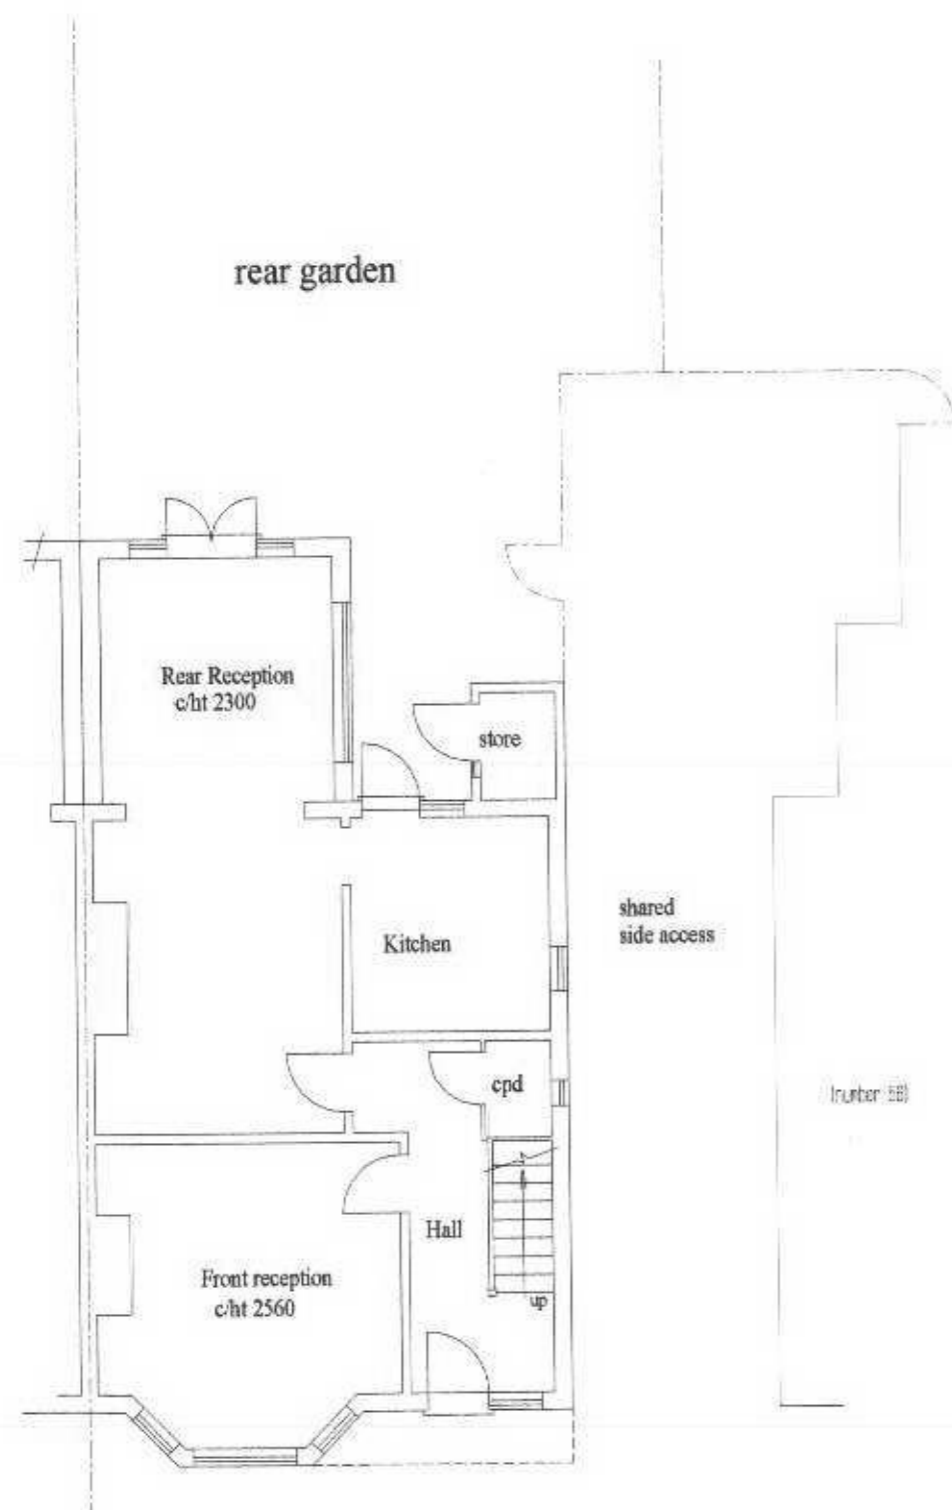 rear garden
Rear Reception
c/ht 2300
store
shared
side access
Kitchen
cpd
Hall
Front reception
c/ht 2560
up